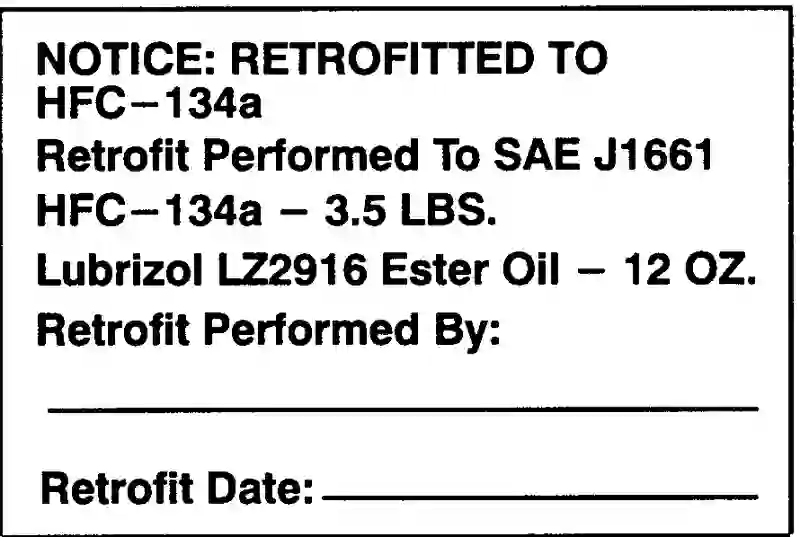 NOTICE: RETROFITTED TO
HFC–134a
Retrofit Performed To SAE J1661
HFC–134a – 3.5 LBS.
Lubrizol LZ2916 Ester Oil – 12 OZ.
Retrofit Performed By:
Retrofit Date: